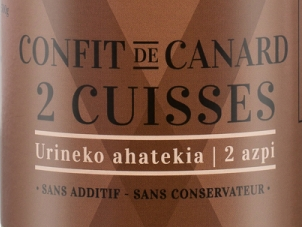 CONFIT DE CANARD
2 CUISSES
Urineko ahatekia | 2 azpi
• SANS ADDITIF - SANS CONSERVATEUR •